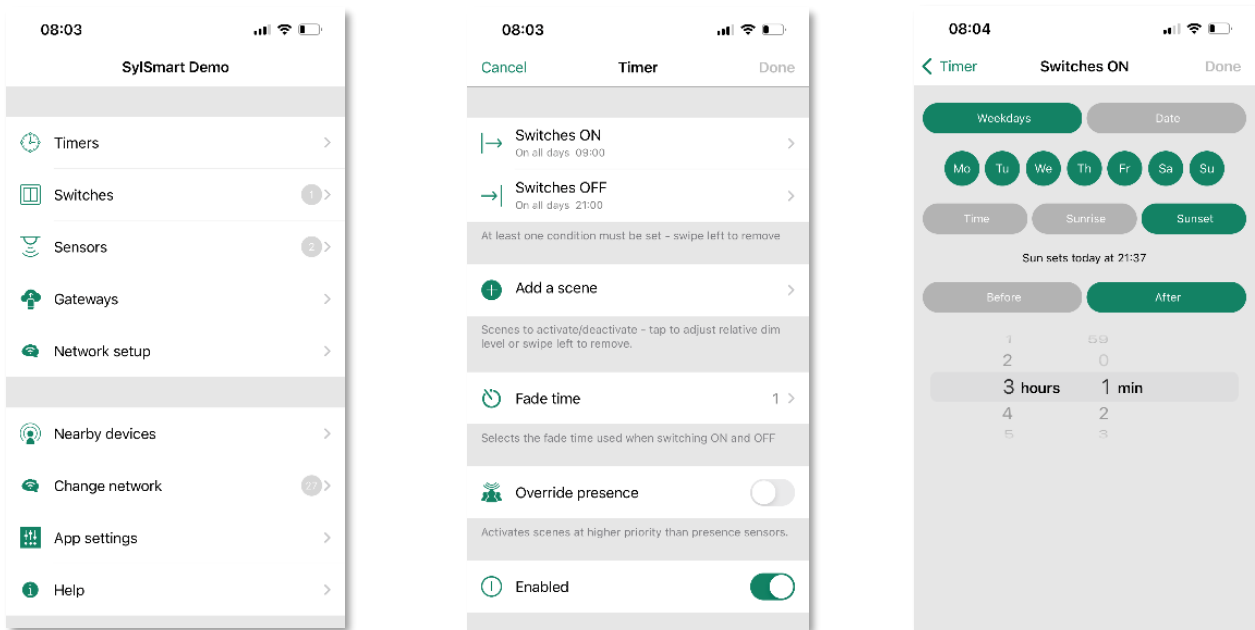 08:03
SylSmart Demo
Timers
Switches 1
Sensors 2
Gateways
Network setup
Nearby devices
Change network 27
App settings
Help
08:03
Cancel Timer Done
Switches ON
On all days 09:00
Switches OFF
On all days 21:00
At least one condition must be set - swipe left to remove
Add a scene
Scenes to activate/deactivate - tap to adjust relative dim
level or swipe left to remove.
Fade time 1
Selects the fade time used when switching ON and OFF
Override presence
Activates scenes at higher priority than presence sensors.
Enabled
08:04
Timer Switches ON Done
Weekdays Date
Mo Tu We Th Fr Sa Su
Time Sunrise Sunset
Sun sets today at 21:37
Before After
1 59
2 0
3 hours 1 min
4 2
5 3